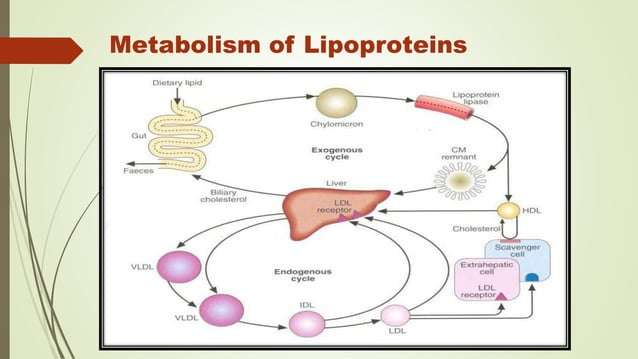 Metabolism of Lipoproteins
Dietary lipid
Lipoprotein
lipase
Chylomicron
Gut
Exogenous
cycle
CM
remnant
Faeces
Liver
Biliary
cholesterol
LDL
receptor
HDL
Cholesterol
Scavenger
cell
VLDL
Endogenous
cycle
Extrahepatic
cell
LDL
receptor
IDL
VLDL
LDL